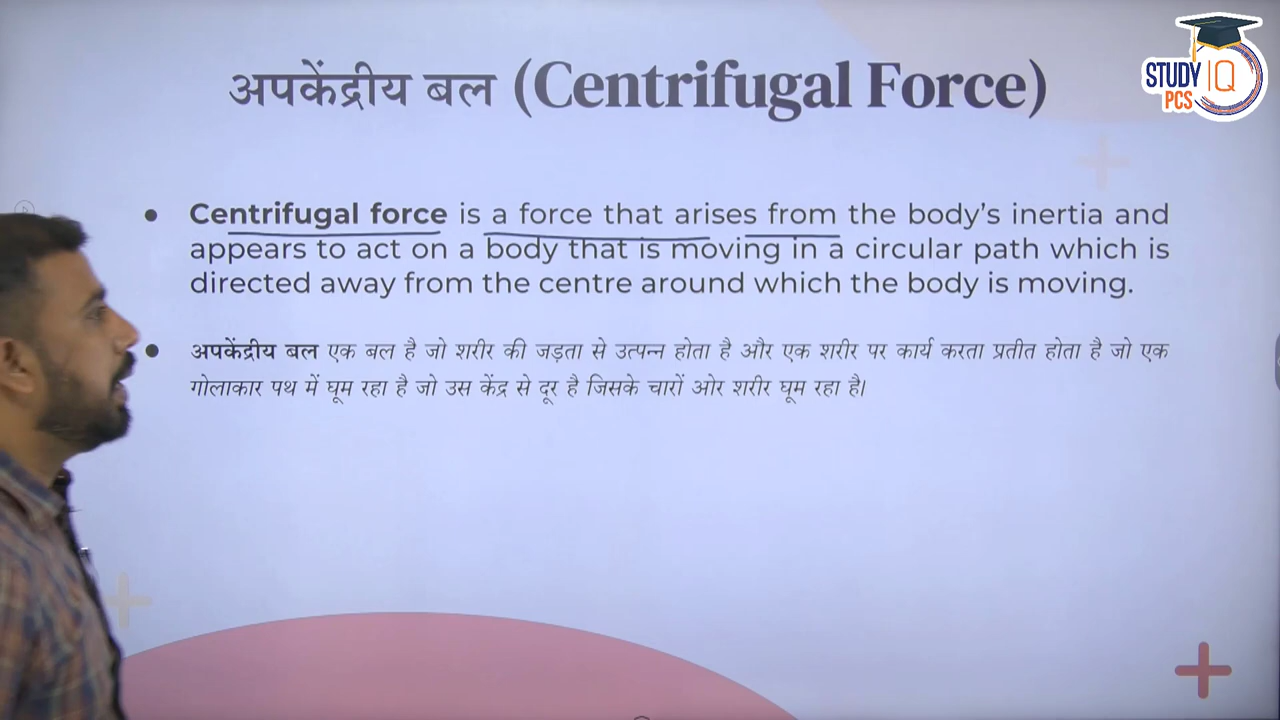 अपकेंद्रीय बल (Centrifugal Force)
STUDY IQ
PCS
• Centrifugal force is a force that arises from the body's inertia and
appears to act on a body that is moving in a circular path which is
directed away from the centre around which the body is moving.
• अपकेंद्रीय बल एक बल है जो शरीर की जड़ता से उत्पन्न होता है और एक शरीर पर कार्य करता प्रतीत होता है जो एक
गोलाकार पथ में घूम रहा है जो उस केंद्र से दूर है जिसके चारों ओर शरीर घूम रहा है।